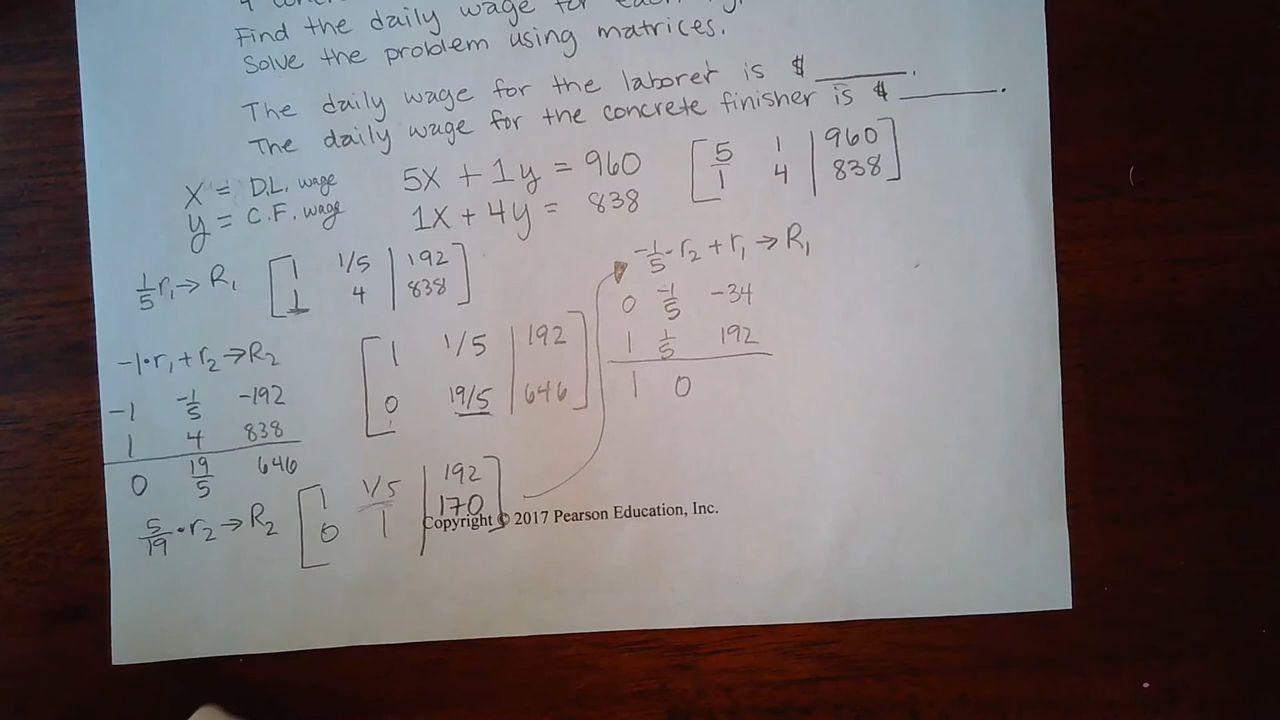 Find the daily wage for
Solve the problem using matrices.
The daily wage for the laborer is $ ______.
The daily wage for the concrete finisher is $ ______.
x = D.L. wage
y = C.F. wage
5x + 1y = 960
1x + 4y = 838
[5 1 | 960]
[1 4 | 838]
1/5 r1 → R1
[1 1/5 | 192]
[1 4 | 838]
-1•r1 + r2 → R2
-1 -1/5 -192
1 4 838
0 19/5 646
[1 1/5 | 192]
[0 19/5 | 646]
5/19 • r2 → R2
[1 1/5 | 192]
[0 1 | 170]
-1/5 - r2 + r1 → R1
0 -1/5 -34
1 1/5 192
1 0
Copyright © 2017 Pearson Education, Inc.